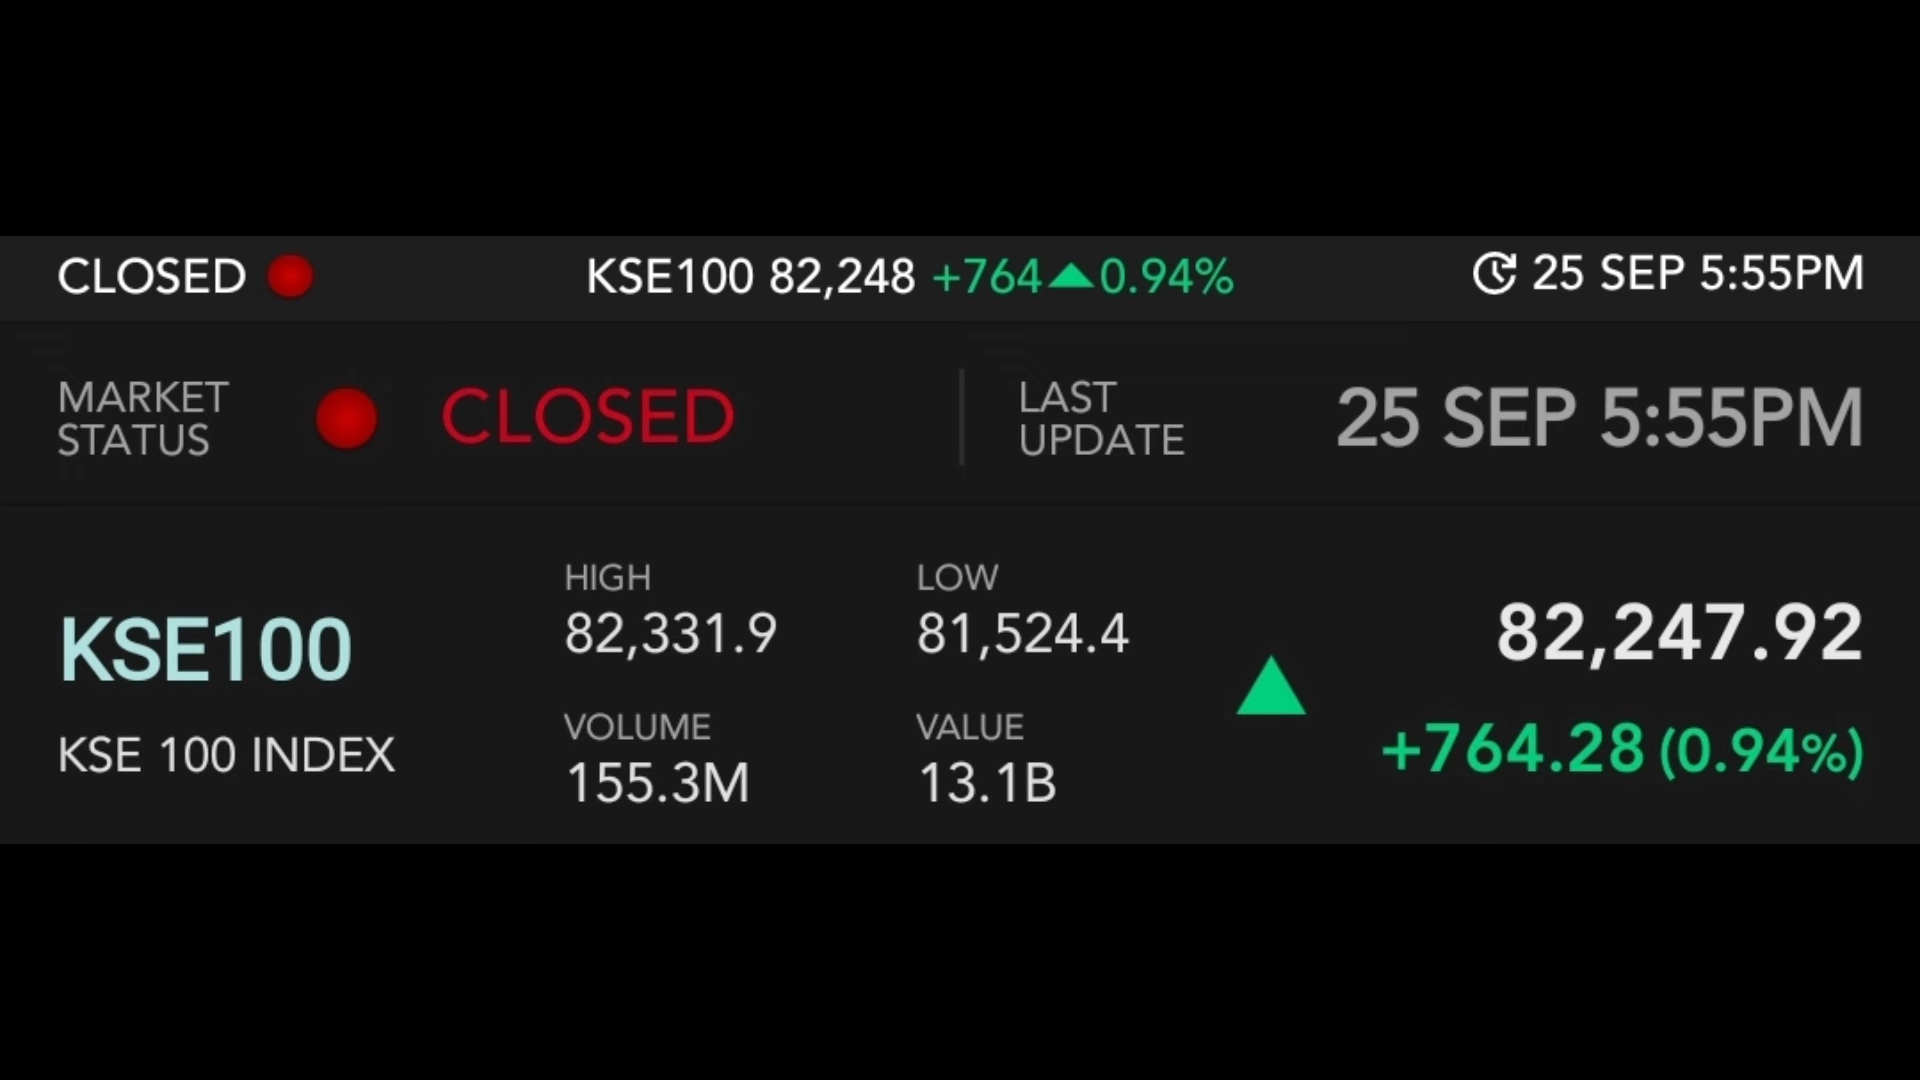 CLOSED KSE100 82,248 +764▲0.94% 25 SEP 5:55PM
MARKET STATUS CLOSED LAST UPDATE 25 SEP 5:55PM
KSE100
KSE 100 INDEX
HIGH
82,331.9
LOW
81,524.4
VOLUME
155.3M
VALUE
13.1B
82,247.92
+764.28 (0.94%)